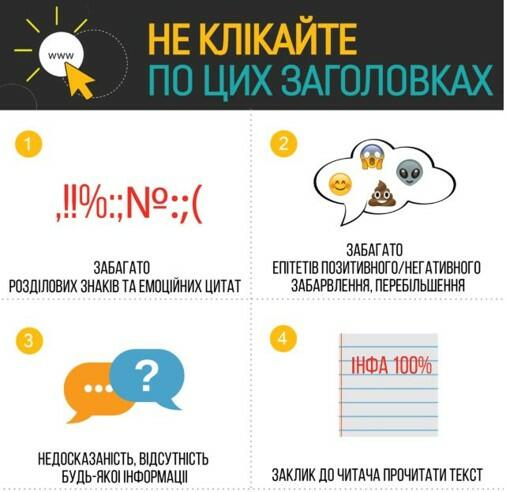 www
НЕ КЛІКАЙТЕ
ПО ЦИХ ЗАГОЛОВКАХ
1
,!!%:;№:;(
ЗАБАГАТО
РОЗДІЛОВИХ ЗНАКІВ ТА ЕМОЦІЙНИХ ЦИТАТ
2
ЗАБАГАТО
ЕПІТЕТІВ ПОЗИТИВНОГО/НЕГАТИВНОГО
ЗАБАРВЛЕННЯ, ПЕРЕБІЛЬШЕННЯ
3
... ?
НЕДОСКАЗАНІСТЬ, ВІДСУТНІСТЬ
БУДЬ-ЯКОЇ ІНФОРМАЦІЇ
4
ІНФА 100%
ЗАКЛИК ДО ЧИТАЧА ПРОЧИТАТИ ТЕКСТ